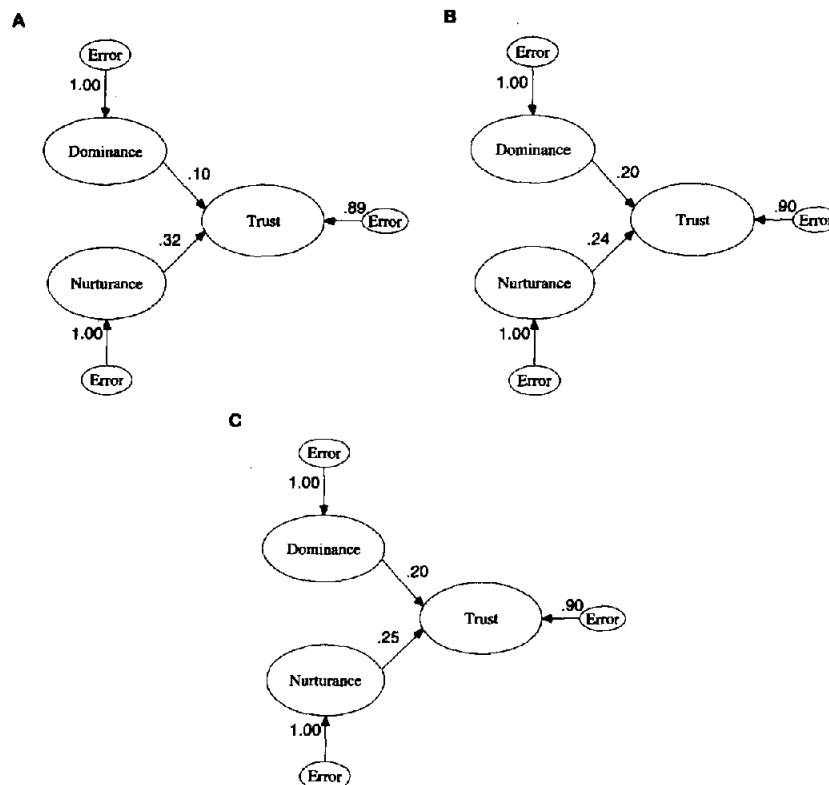 A
Error
1.00
Dominance
.10
Trust
.89
Error
.32
Nurturance
1.00
Error
B
Error
1.00
Dominance
.20
Trust
.90
Error
.24
Nurturance
1.00
Error
C
Error
1.00
Dominance
.20
Trust
.90
Error
.25
Nurturance
1.00
Error